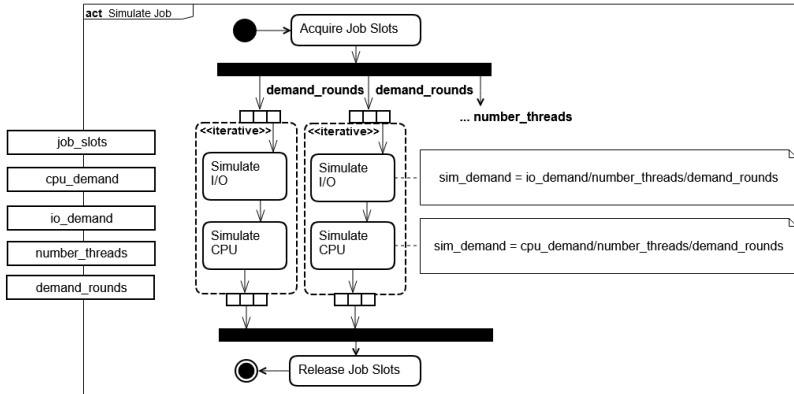 act Simulate Job
Acquire Job Slots
demand_rounds demand_rounds
... number_threads
<<iterative>> <<iterative>>
job_slots
cpu_demand
io_demand
number_threads
demand_rounds
Simulate
I/O
Simulate
I/O
sim_demand = io_demand/number_threads/demand_rounds
Simulate
CPU
Simulate
CPU
sim_demand = cpu_demand/number_threads/demand_rounds
Release Job Slots